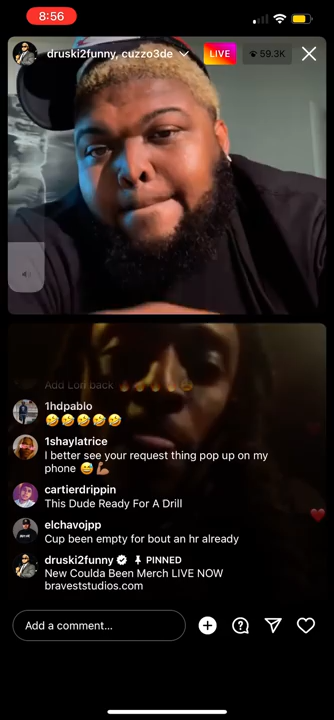 8:56
druski2funny, cuzzo3de
LIVE
59.3K
Add Lon back
1hdpablo
🤣🤣🤣🤣🤣
1shaylatrice
I better see your request thing pop up on my
phone 😅💪🏾
cartierdrippin
This Dude Ready For A Drill
elchavojpp
Cup been empty for bout an hr already
druski2funny PINNED
New Coulda Been Merch LIVE NOW
braveststudios.com
Add a comment...